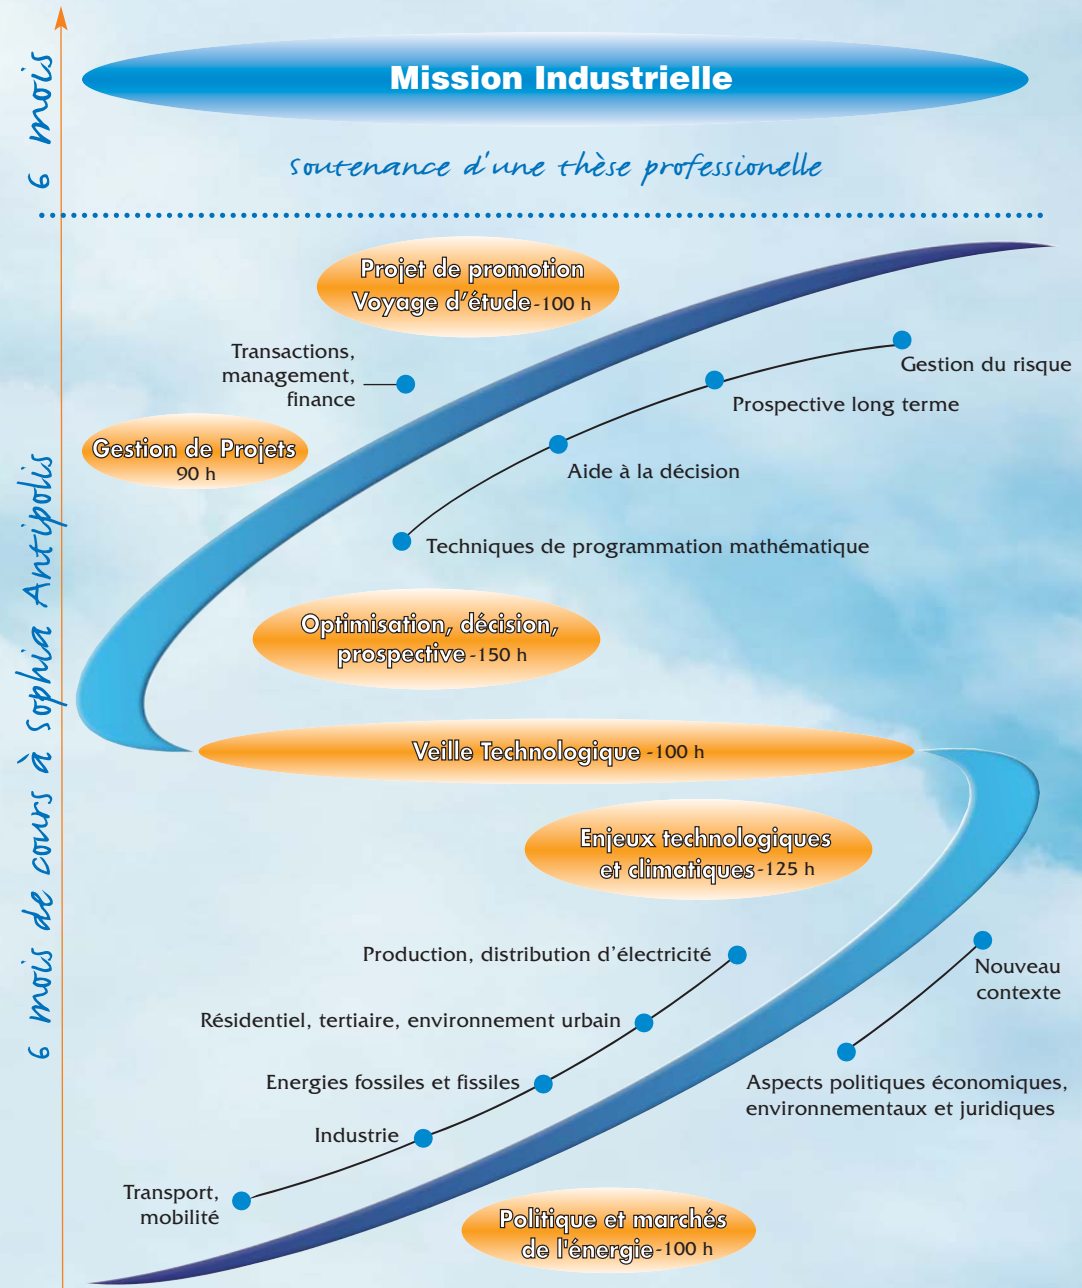 6 mois
Mission Industrielle
Soutenance d'une thèse professionelle
Projet de promotion
Voyage d'étude -100 h
Transactions,
management,
finance
Gestion du risque
Prospective long terme
Gestion de Projets
90 h
Aide à la décision
Techniques de programmation mathématique
6 mois de cours à Sophia Antipolis
Optimisation, décision,
prospective -150 h
Veille Technologique -100 h
Enjeux technologiques
et climatiques -125 h
Production, distribution d'électricité
Nouveau
contexte
Résidentiel, tertiaire, environnement urbain
Energies fossiles et fissiles
Aspects politiques économiques,
environnementaux et juridiques
Industrie
Transport,
mobilité
Politique et marchés
de l'énergie -100 h